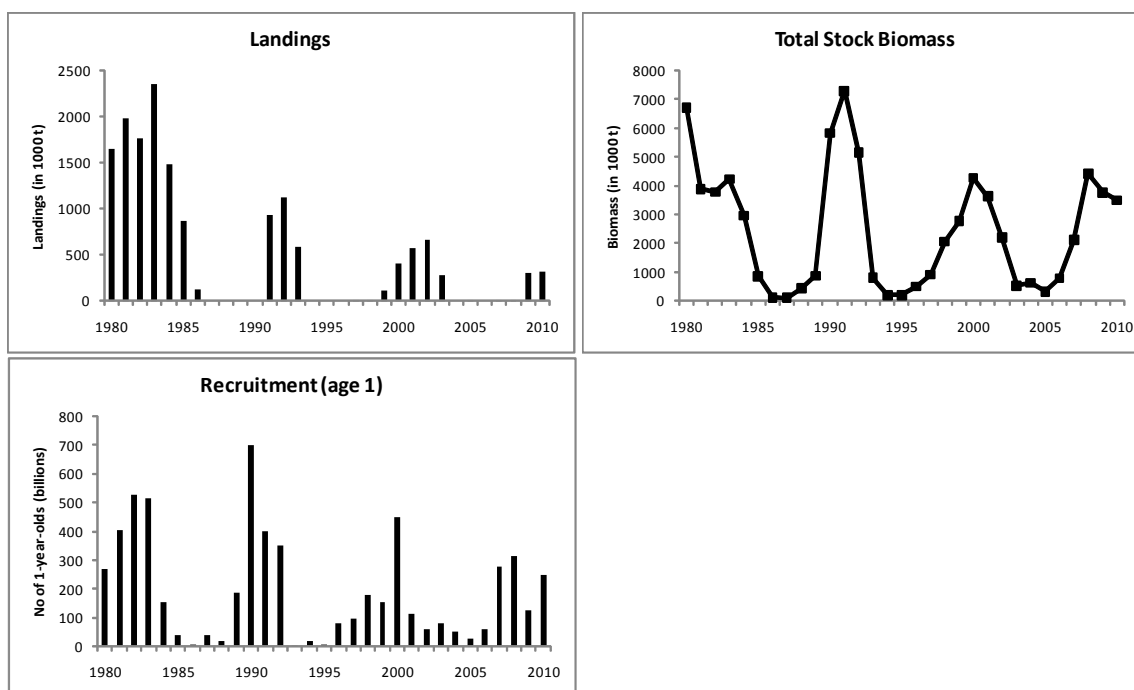 Landings
Landings (in 1000 t)
2500
2000
1500
1000
500
0
1980 1985 1990 1995 2000 2005 2010
Total Stock Biomass
Biomass (in 1000 t)
8000
7000
6000
5000
4000
3000
2000
1000
0
1980 1985 1990 1995 2000 2005 2010
Recruitment (age 1)
No of 1-year-olds (billions)
800
700
600
500
400
300
200
100
0
1980 1985 1990 1995 2000 2005 2010